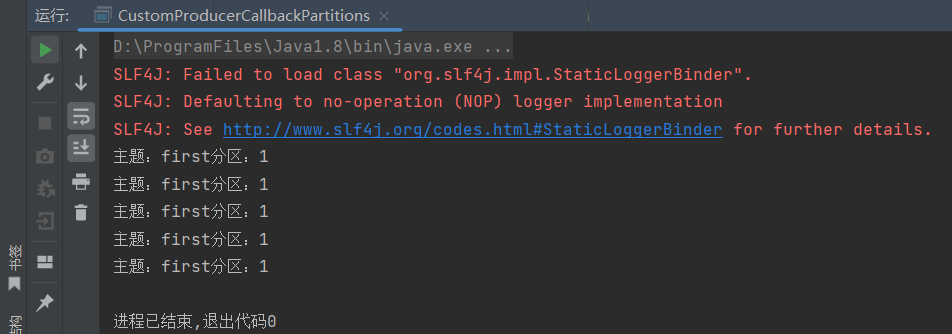 运行: CustomProducerCallbackPartitions
D:\ProgramFiles\Java1.8\bin\java.exe ...
SLF4J: Failed to load class "org.slf4j.impl.StaticLoggerBinder".
SLF4J: Defaulting to no-operation (NOP) logger implementation
SLF4J: See http://www.slf4j.org/codes.html#StaticLoggerBinder for further details.
主题：first分区：1
主题：first分区：1
主题：first分区：1
主题：first分区：1
主题：first分区：1
进程已结束,退出代码0
书签